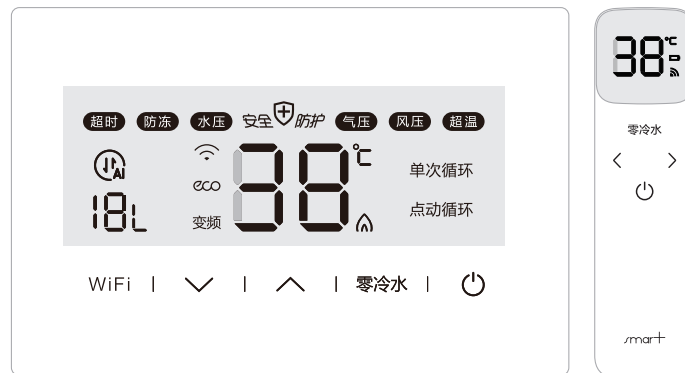 超时 防冻 水压 安全 防护 气压 风压 超温
AI
18L
eco
变频
38℃
单次循环
点动循环
WiFi | | | 零冷水 |
38℃
零冷水
smart